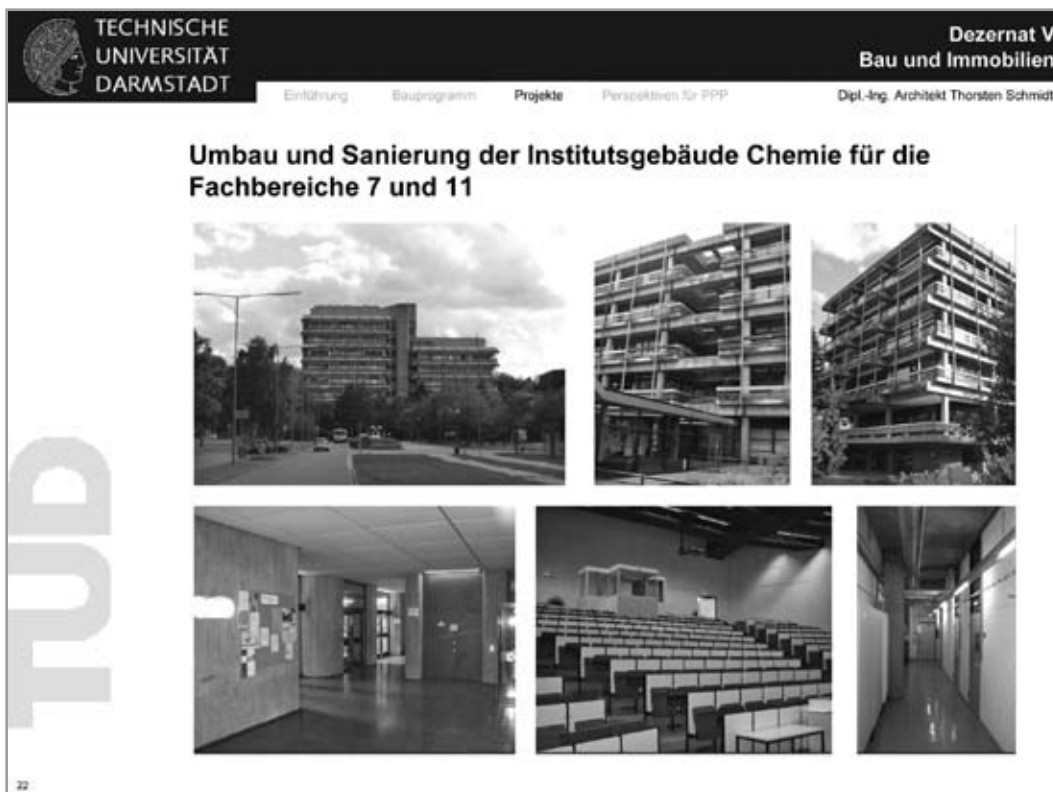 TECHNISCHE
UNIVERSITÄT
DARMSTADT
Dezernat V
Bau und Immobilien
Einführung Bauprogramm Projekte Perspektiven für PPP Dipl.-Ing. Architekt Thorsten Schmidt
Umbau und Sanierung der Institutsgebäude Chemie für die
Fachbereiche 7 und 11
TUD
22